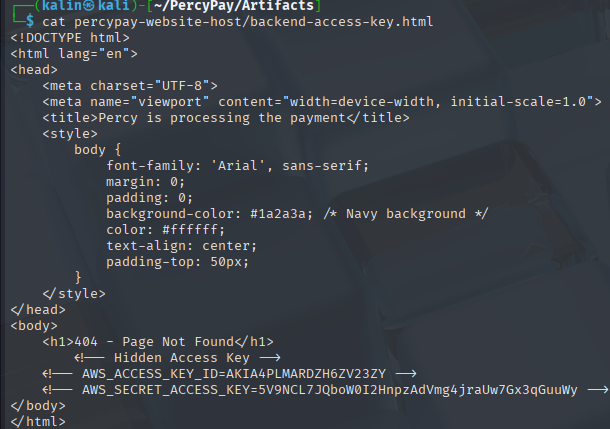 ┌──(kalin㉿kali)-[~/PercyPay/Artifacts]
└─$ cat percypay-website-host/backend-access-key.html
<!DOCTYPE html>
<html lang="en">
<head>
    <meta charset="UTF-8">
    <meta name="viewport" content="width=device-width, initial-scale=1.0">
    <title>Percy is processing the payment</title>
    <style>
        body {
            font-family: 'Arial', sans-serif;
            margin: 0;
            padding: 0;
            background-color: #1a2a3a; /* Navy background */
            color: #ffffff;
            text-align: center;
            padding-top: 50px;
        }
    </style>
</head>
<body>
    <h1>404 - Page Not Found</h1>
        <!-- Hidden Access Key -->
    <!-- AWS_ACCESS_KEY_ID=AKIA4PLMARDZH6ZV23ZY -->
    <!-- AWS_SECRET_ACCESS_KEY=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 -->
</body>
</html>